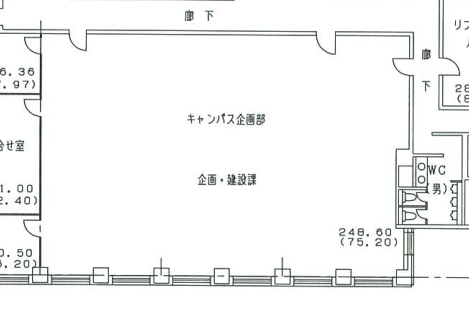 廊 下
リフ
6.36
7.97)
廊
下
28
(8
キャンパス企画部
合せ室
企画・建設課
WC
(男)
1.00
2.40)
248.60
(75.20)
0.50
5.20)